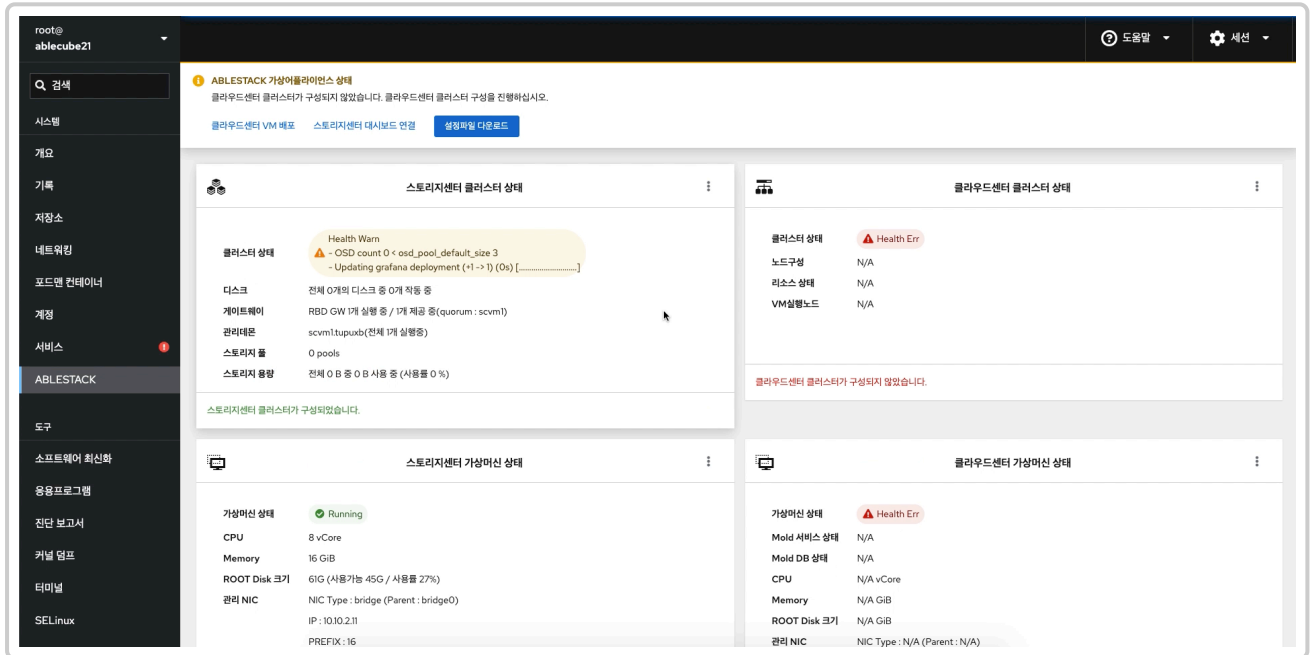 root@
ablecube21
도움말
세션
검색
시스템
개요
기록
저장소
네트워킹
포드맨 컨테이너
계정
서비스
ABLESTACK
도구
소프트웨어 최신화
응용프로그램
진단 보고서
커널 덤프
터미널
SELinux
ABLESTACK 가상어플라이언스 상태
클라우드센터 클러스터가 구성되지 않았습니다. 클라우드센터 클러스터 구성을 진행하십시오.
클라우드센터 VM 배포 스토리지센터 대시보드 연결 설정파일 다운로드
스토리지센터 클러스터 상태
클러스터 상태
Health Warn
- OSD count 0 < osd_pool_default_size 3
- Updating grafana deployment (+1 -> 1) (0s) [............................]
디스크 전체 0개의 디스크 중 0개 작동 중
게이트웨이 RBD GW 1개 실행 중 / 1개 제공 중(quorum : scvm1)
관리데몬 scvm1.tupuxb(전체 1개 실행중)
스토리지 풀 0 pools
스토리지 용량 전체 0 B 중 0 B 사용 중 (사용률 0 %)
스토리지센터 클러스터가 구성되었습니다.
클라우드센터 클러스터 상태
클러스터 상태 Health Err
노드구성 N/A
리소스 상태 N/A
VM실행노드 N/A
클라우드센터 클러스터가 구성되지 않았습니다.
스토리지센터 가상머신 상태
가상머신 상태 Running
CPU 8 vCore
Memory 16 GiB
ROOT Disk 크기 61G (사용가능 45G / 사용률 27%)
관리 NIC NIC Type : bridge (Parent : bridge0)
IP : 10.10.2.11
PREFIX : 16
클라우드센터 가상머신 상태
가상머신 상태 Health Err
Mold 서비스 상태 N/A
Mold DB 상태 N/A
CPU N/A vCore
Memory N/A GiB
ROOT Disk 크기 N/A GiB
관리 NIC NIC Type : N/A (Parent : N/A)